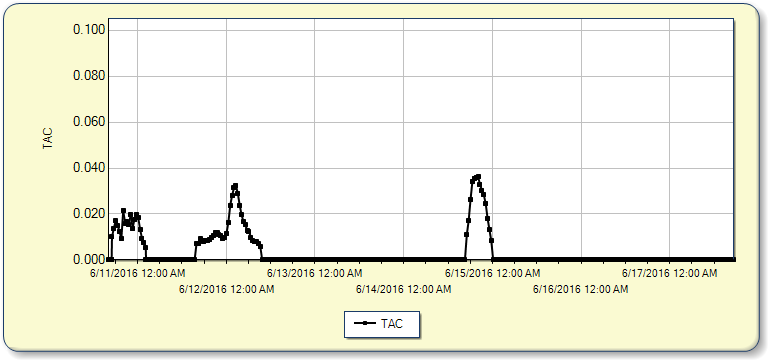 0.100
0.080
0.060
0.040
0.020
0.000
TAC
6/11/2016 12:00 AM
6/13/2016 12:00 AM
6/15/2016 12:00 AM
6/17/2016 12:00 AM
6/12/2016 12:00 AM
6/14/2016 12:00 AM
6/16/2016 12:00 AM
TAC